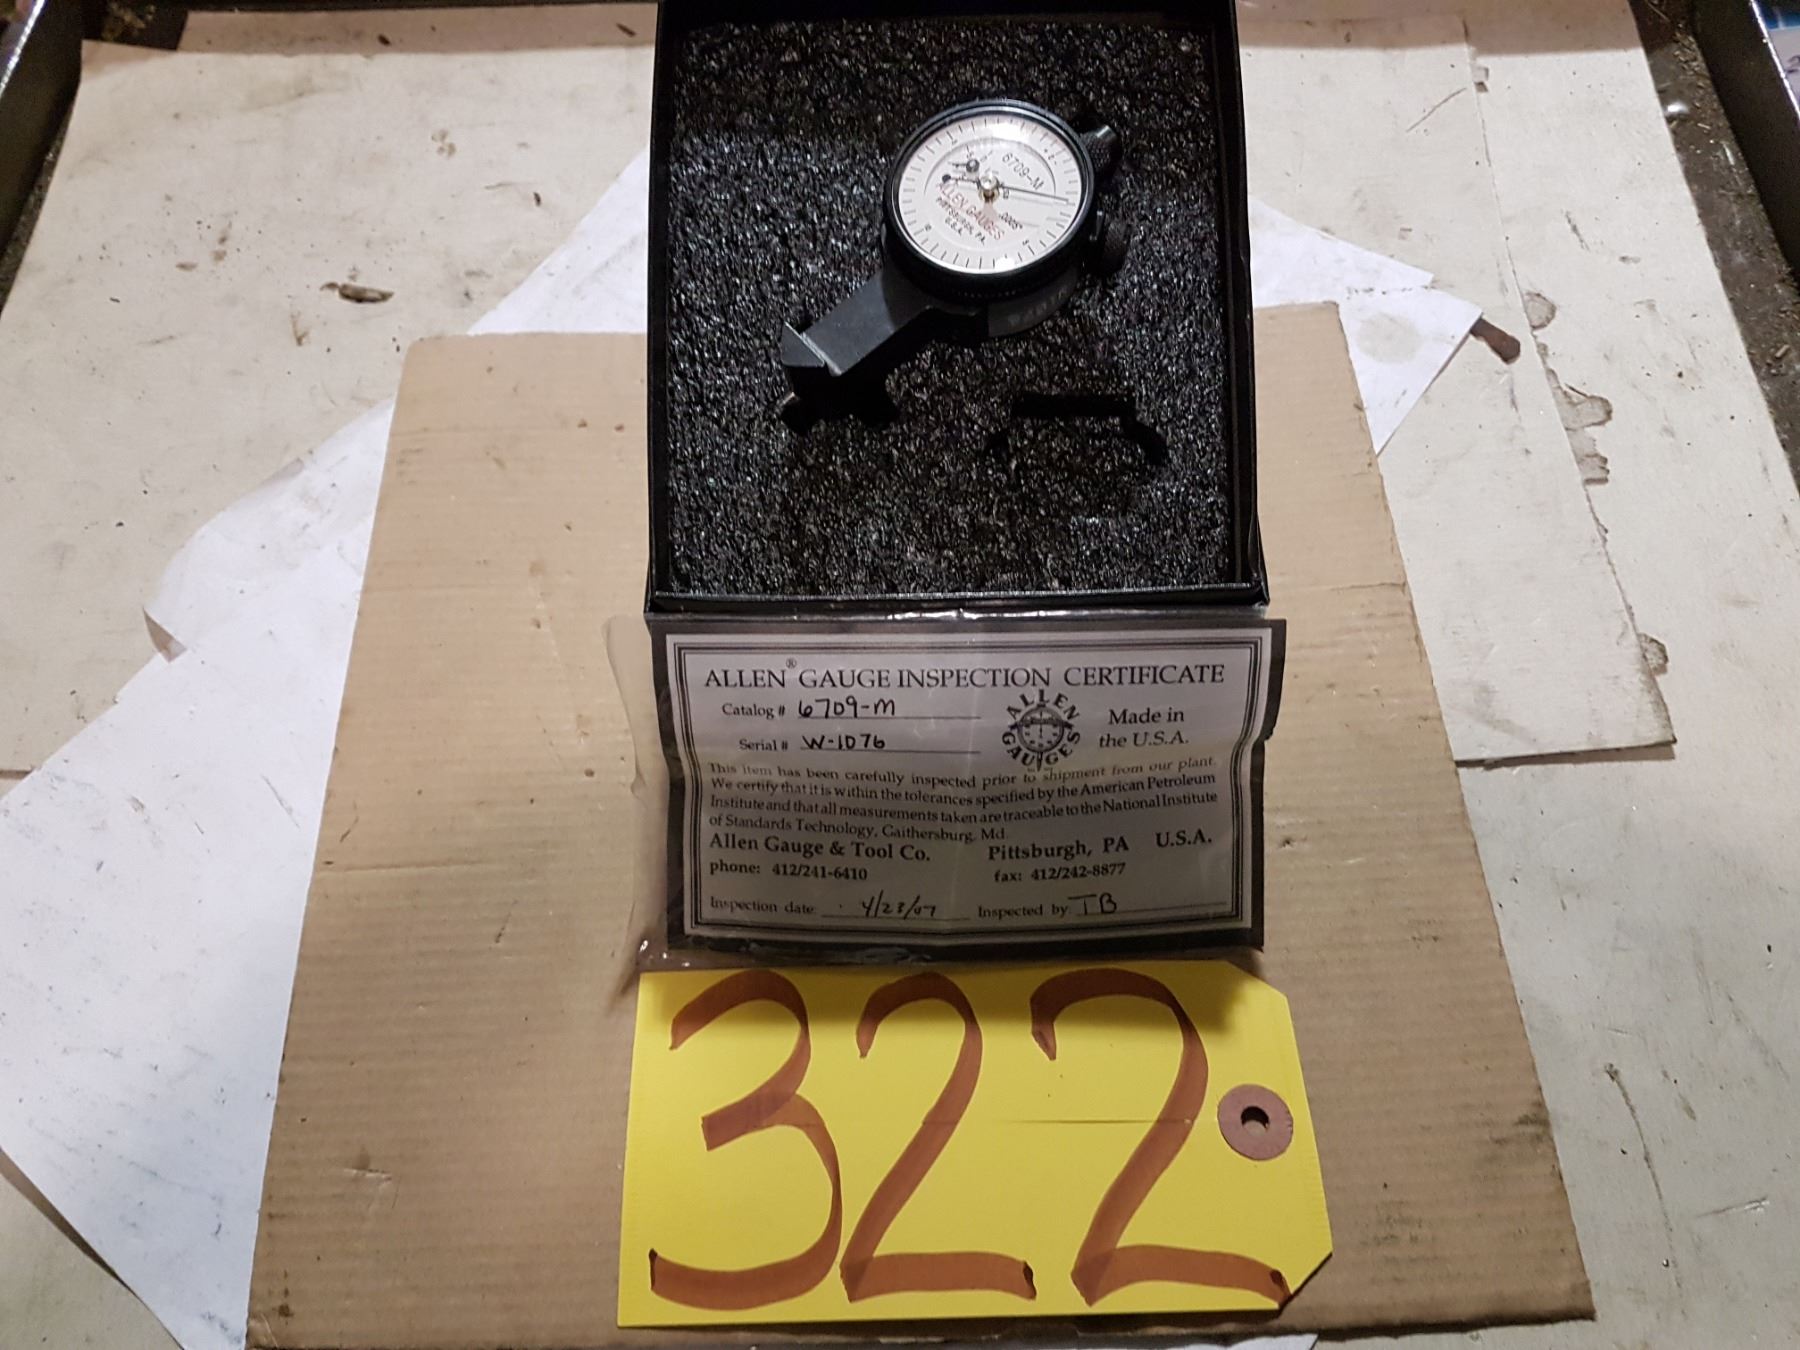 6709-M
.0005"
ALLEN GAUGES
PITTSBURGH, PA.
U.S.A.
ALLEN® GAUGE INSPECTION CERTIFICATE
Catalog # 6709-M
ALLEN GAUGES
Made in
the U.S.A.
Serial # W-1076
This item has been carefully inspected prior to shipment from our plant.
We certify that it is within the tolerances specified by the American Petroleum
Institute and that all measurements taken are traceable to the National Institute
of Standards Technology, Gaithersburg, Md.
Allen Gauge & Tool Co. Pittsburgh, PA U.S.A.
phone: 412/241-6410 fax: 412/242-8877
Inspection date: 4/23/07 Inspected by: TB
322